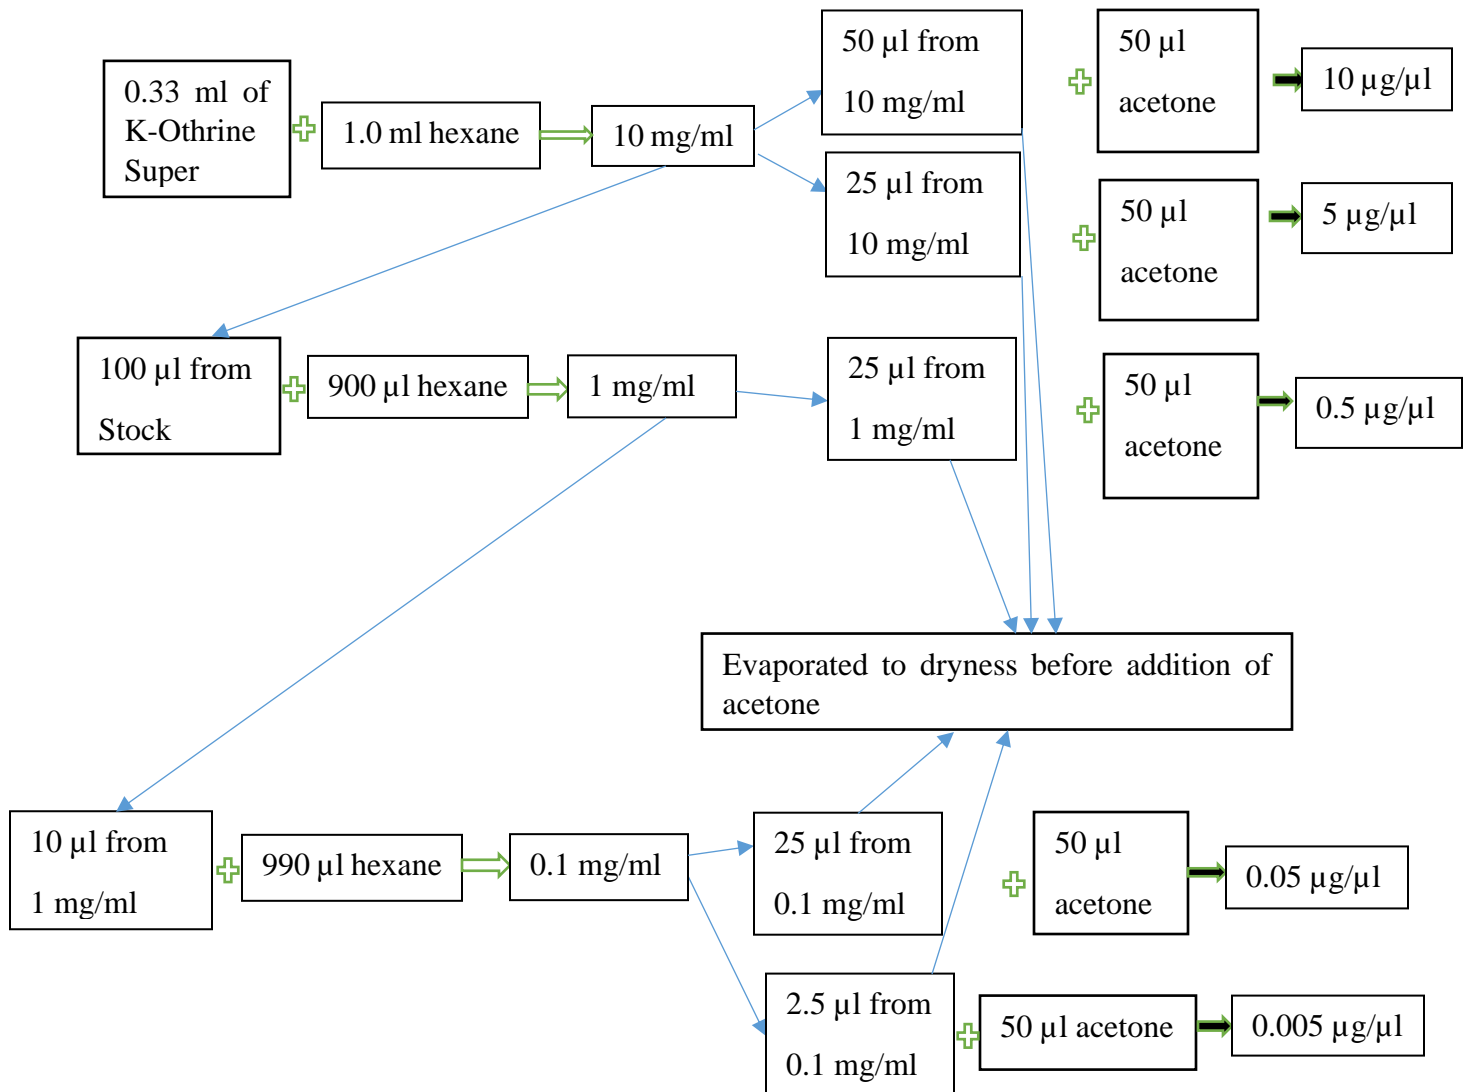 0.33 ml of
K-Othrine
Super
1.0 ml hexane
10 mg/ml
50 µl from
10 mg/ml
50 µl
acetone
10 µg/µl
25 µl from
10 mg/ml
50 µl
acetone
5 µg/µl
100 µl from
Stock
900 µl hexane
1 mg/ml
25 µl from
1 mg/ml
50 µl
acetone
0.5 µg/µl
Evaporated to dryness before addition of
acetone
10 µl from
1 mg/ml
990 µl hexane
0.1 mg/ml
25 µl from
0.1 mg/ml
50 µl
acetone
0.05 µg/µl
2.5 µl from
0.1 mg/ml
50 µl acetone
0.005 µg/µl